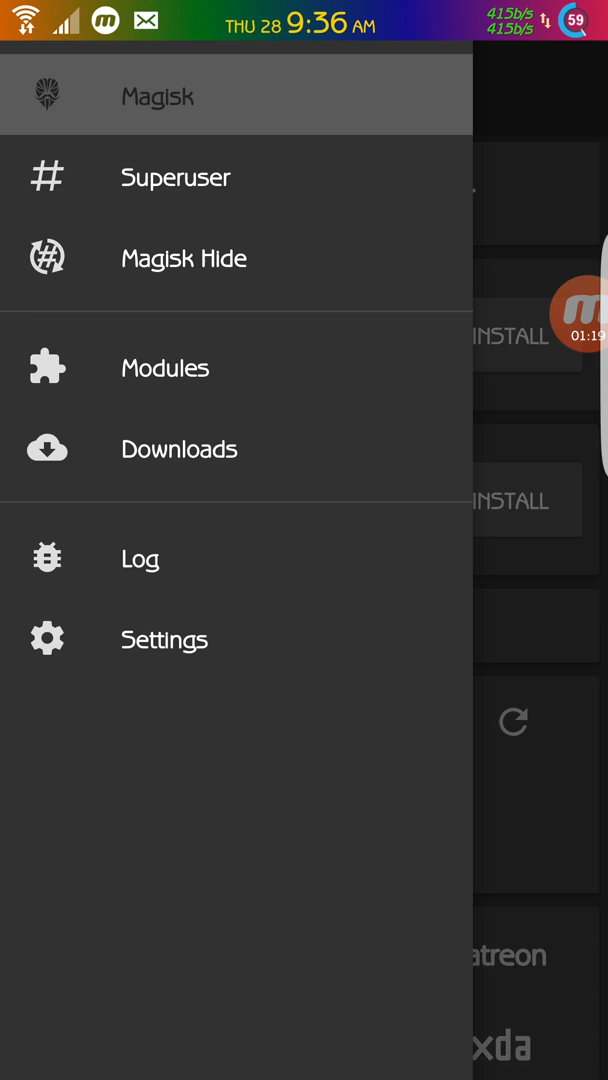 THU 28 9:36 AM
415b/s
415b/s
59
Magisk
Superuser
Magisk Hide
INSTALL
01:19
Modules
Downloads
INSTALL
Log
Settings
atreon
xda